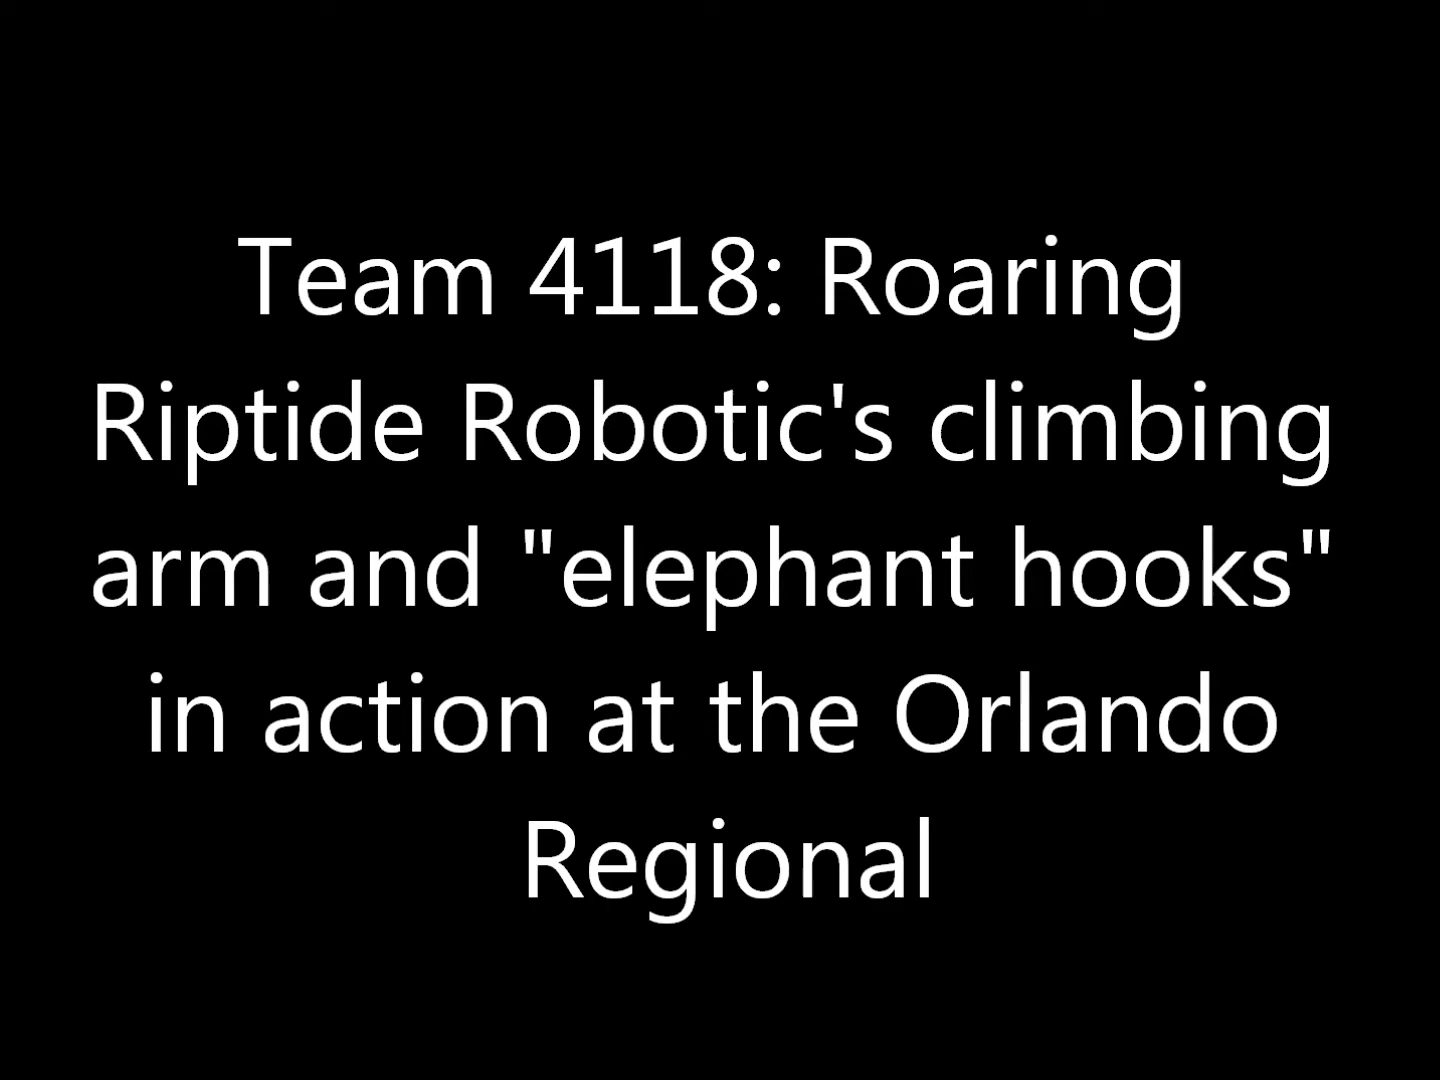 Team 4118: Roaring
Riptide Robotic's climbing
arm and "elephant hooks"
in action at the Orlando
Regional